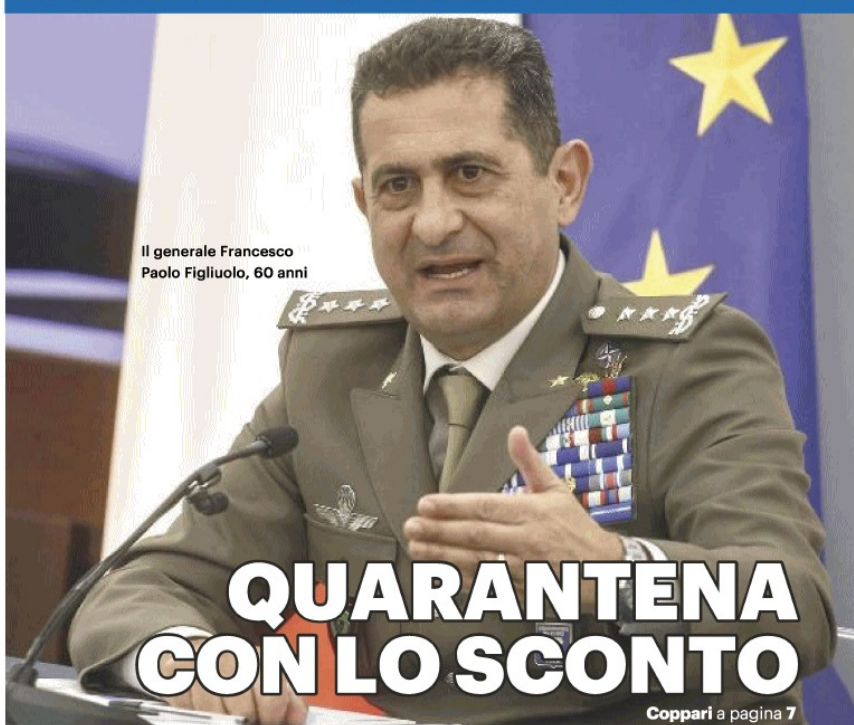 Il generale Francesco
Paolo Figliuolo, 60 anni
QUARANTENA
CON LO SCONTO
Coppari a pagina 7